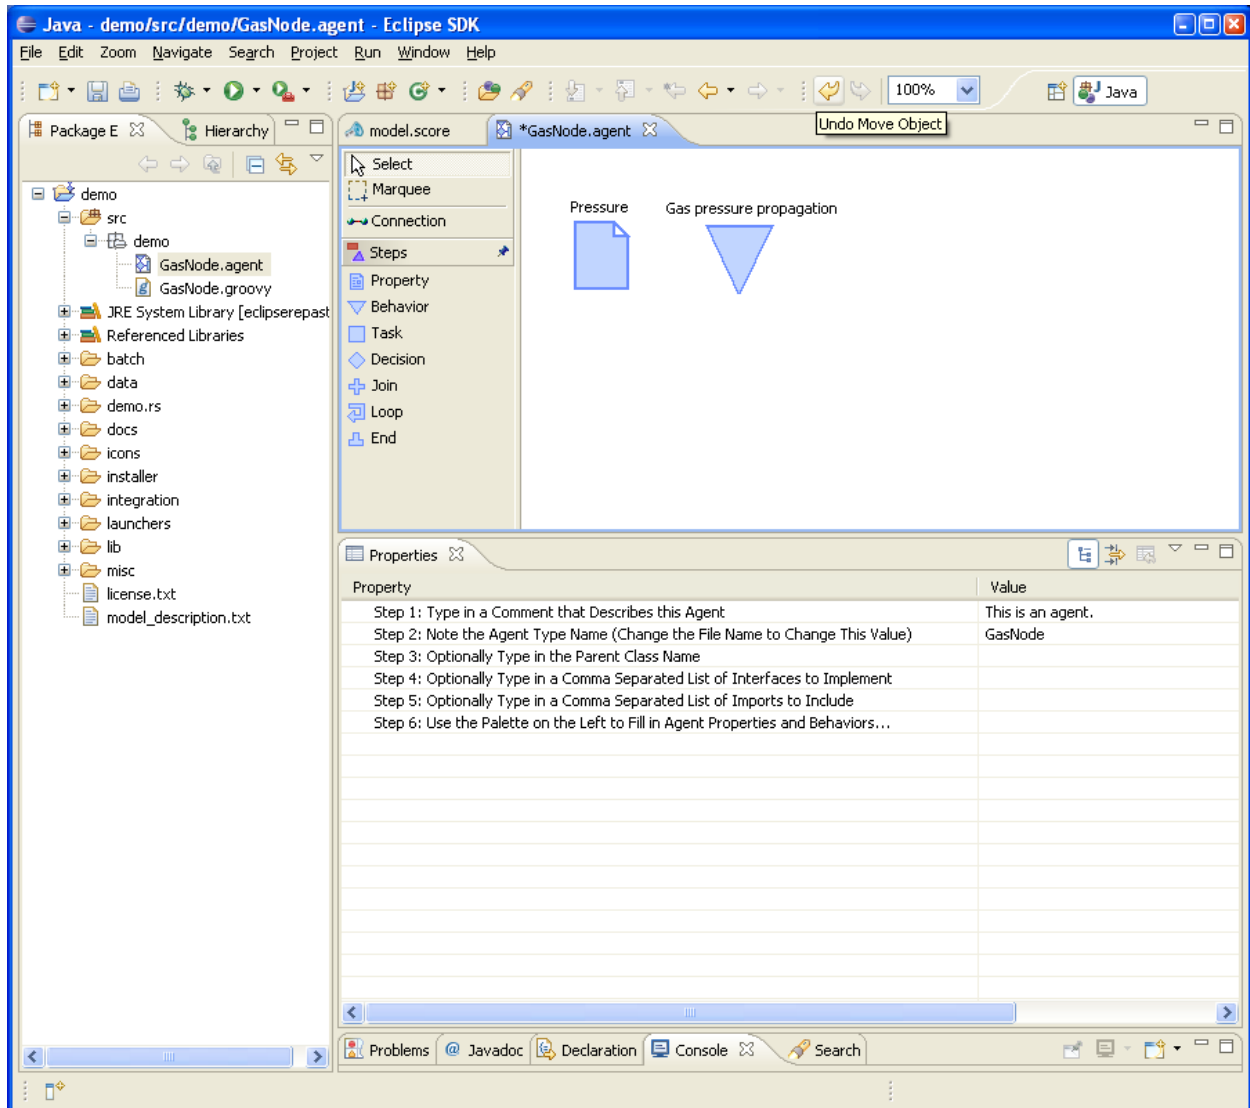 Java - demo/src/demo/GasNode.agent - Eclipse SDK
File Edit Zoom Navigate Search Project Run Window Help
100%
Java
Undo Move Object
Package E
Hierarchy
demo
src
demo
GasNode.agent
GasNode.groovy
JRE System Library [eclipserepast
Referenced Libraries
batch
data
demo.rs
docs
icons
installer
integration
launchers
lib
misc
license.txt
model_description.txt
model.score
*GasNode.agent
Select
Marquee
Connection
Steps
Property
Behavior
Task
Decision
Join
Loop
End
Pressure
Gas pressure propagation
Properties
Property Value
Step 1: Type in a Comment that Describes this Agent This is an agent.
Step 2: Note the Agent Type Name (Change the File Name to Change This Value) GasNode
Step 3: Optionally Type in the Parent Class Name
Step 4: Optionally Type in a Comma Separated List of Interfaces to Implement
Step 5: Optionally Type in a Comma Separated List of Imports to Include
Step 6: Use the Palette on the Left to Fill in Agent Properties and Behaviors...
Problems @ Javadoc Declaration Console Search